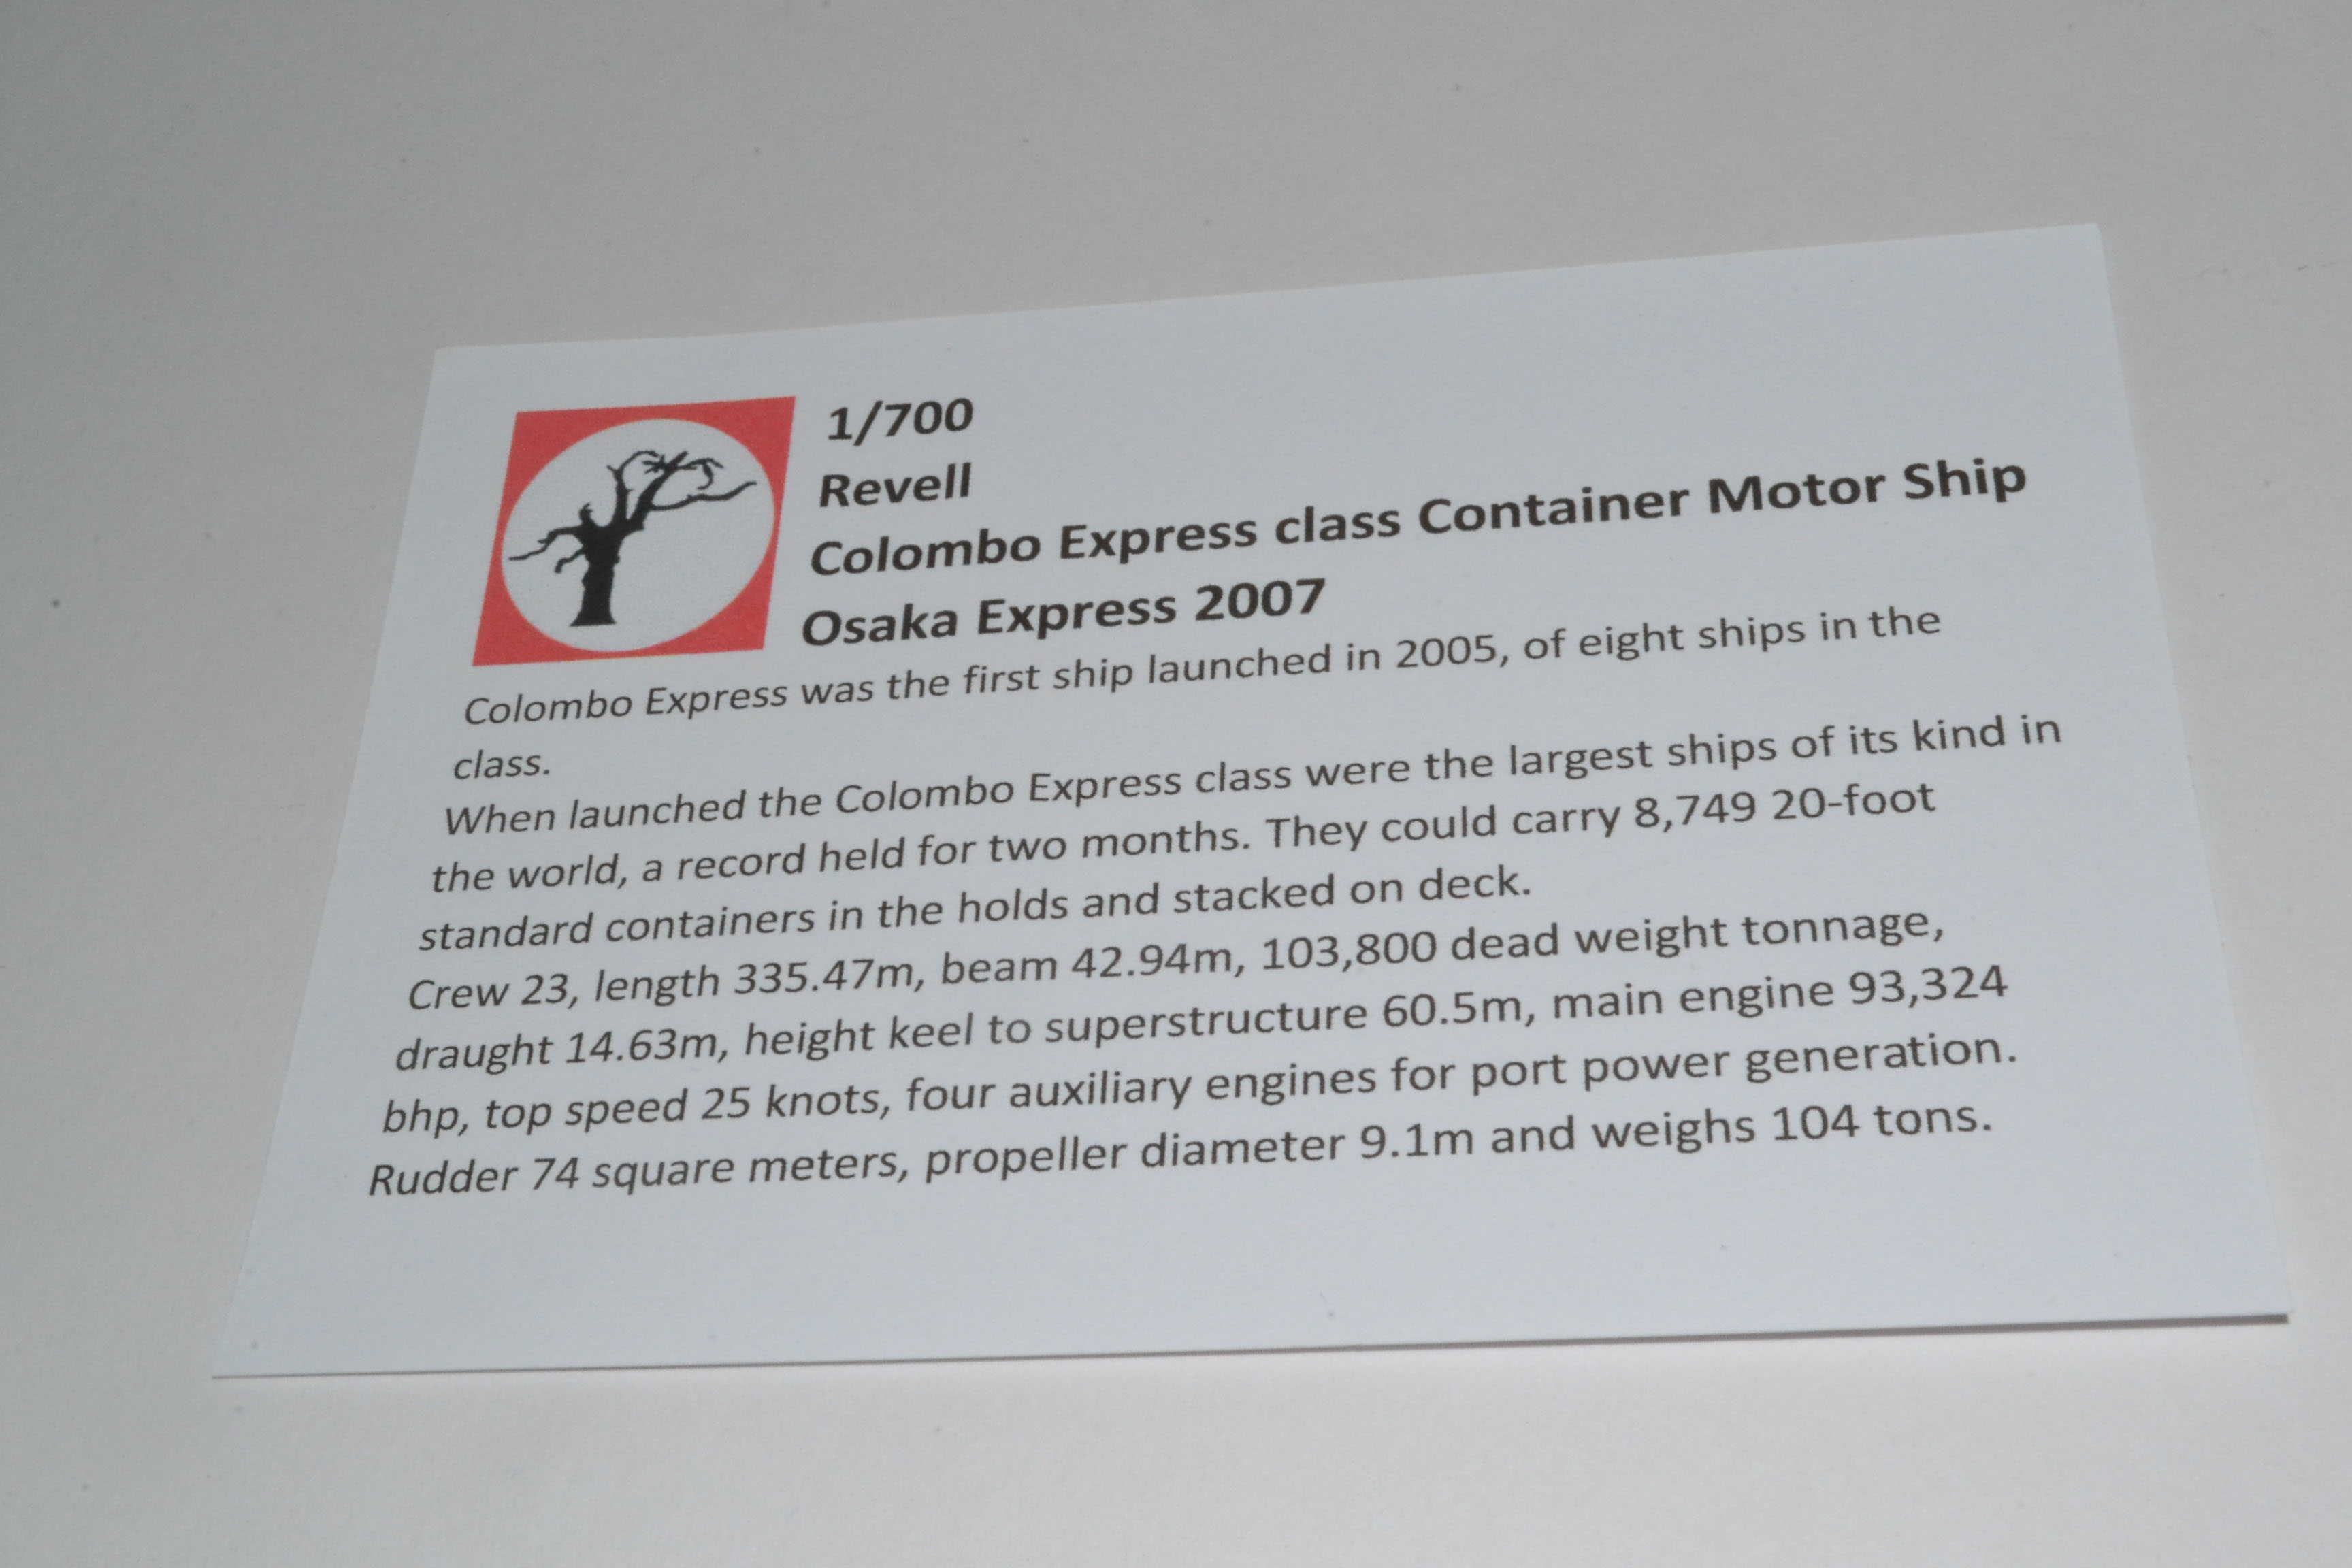 1/700
Revell
Colombo Express class Container Motor Ship
Osaka Express 2007
Colombo Express was the first ship launched in 2005, of eight ships in the
class.
When launched the Colombo Express class were the largest ships of its kind in
the world, a record held for two months. They could carry 8,749 20-foot
standard containers in the holds and stacked on deck.
Crew 23, length 335.47m, beam 42.94m, 103,800 dead weight tonnage,
draught 14.63m, height keel to superstructure 60.5m, main engine 93,324
bhp, top speed 25 knots, four auxiliary engines for port power generation.
Rudder 74 square meters, propeller diameter 9.1m and weighs 104 tons.